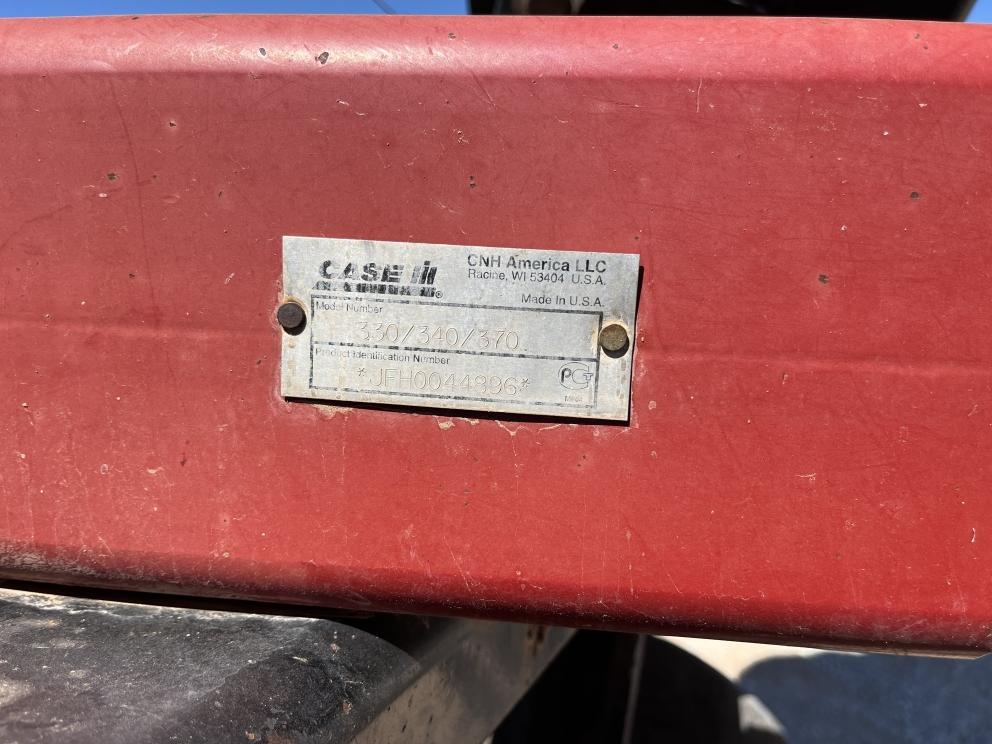 CASE IH
CNH America LLC
Racine, WI 53404 U.S.A.
Made In U.S.A.
Model Number
330/340/370
Product Identification Number
*JFH0044896*